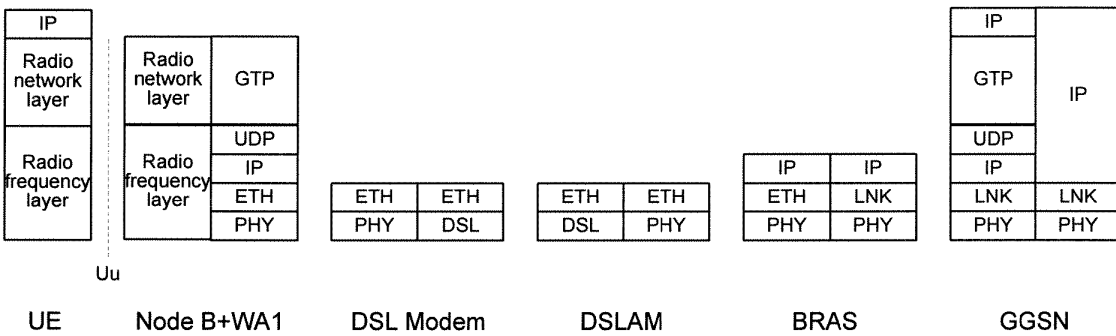 IP
Radio
network
layer
Radio
frequency
layer
Uu
Radio
network
layer
GTP
Radio
frequency
layer
UDP
IP
ETH
PHY
ETH ETH
PHY DSL
ETH ETH
DSL PHY
IP IP
ETH LNK
PHY PHY
IP
GTP
IP
UDP
IP
LNK LNK
PHY PHY
UE Node B+WA1 DSL Modem DSLAM BRAS GGSN